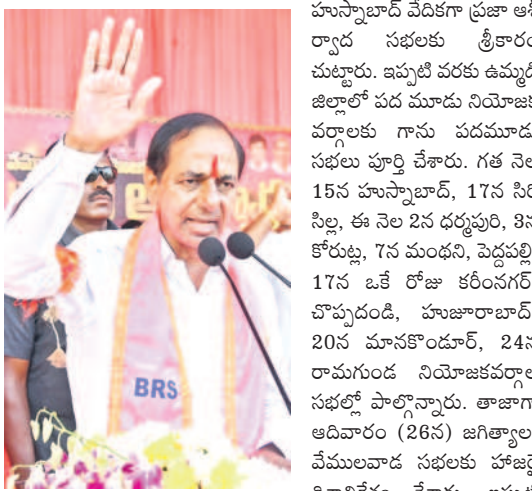 హుస్నాబాద్ వేదికగా ప్రజా ఆశీ
ర్వాద సభలకు శ్రీకారం
చుట్టారు. ఇప్పటి వరకు ఉమ్మడి
జిల్లాలో పద మూడు నియోజక
వర్గాలకు గాను పదమూడు
సభలు పూర్తి చేశారు. గత నెల
15న హుస్నాబాద్, 17న సిరి
సిల్ల, ఈ నెల 2న ధర్మపురి, 3న
కోరుట్ల, 7న మంథని, పెద్దపల్లి
17న ఒకే రోజు కరీంనగర్
చొప్పదండి, హుజూరాబాద్
20న మానకొండూర్, 24న
రామగుండ నియోజకవర్గాల
సభల్లో పాల్గొన్నారు. తాజాగా
ఆదివారం (26న) జగిత్యాల
వేములవాడ సభలకు హాజరై
BRS